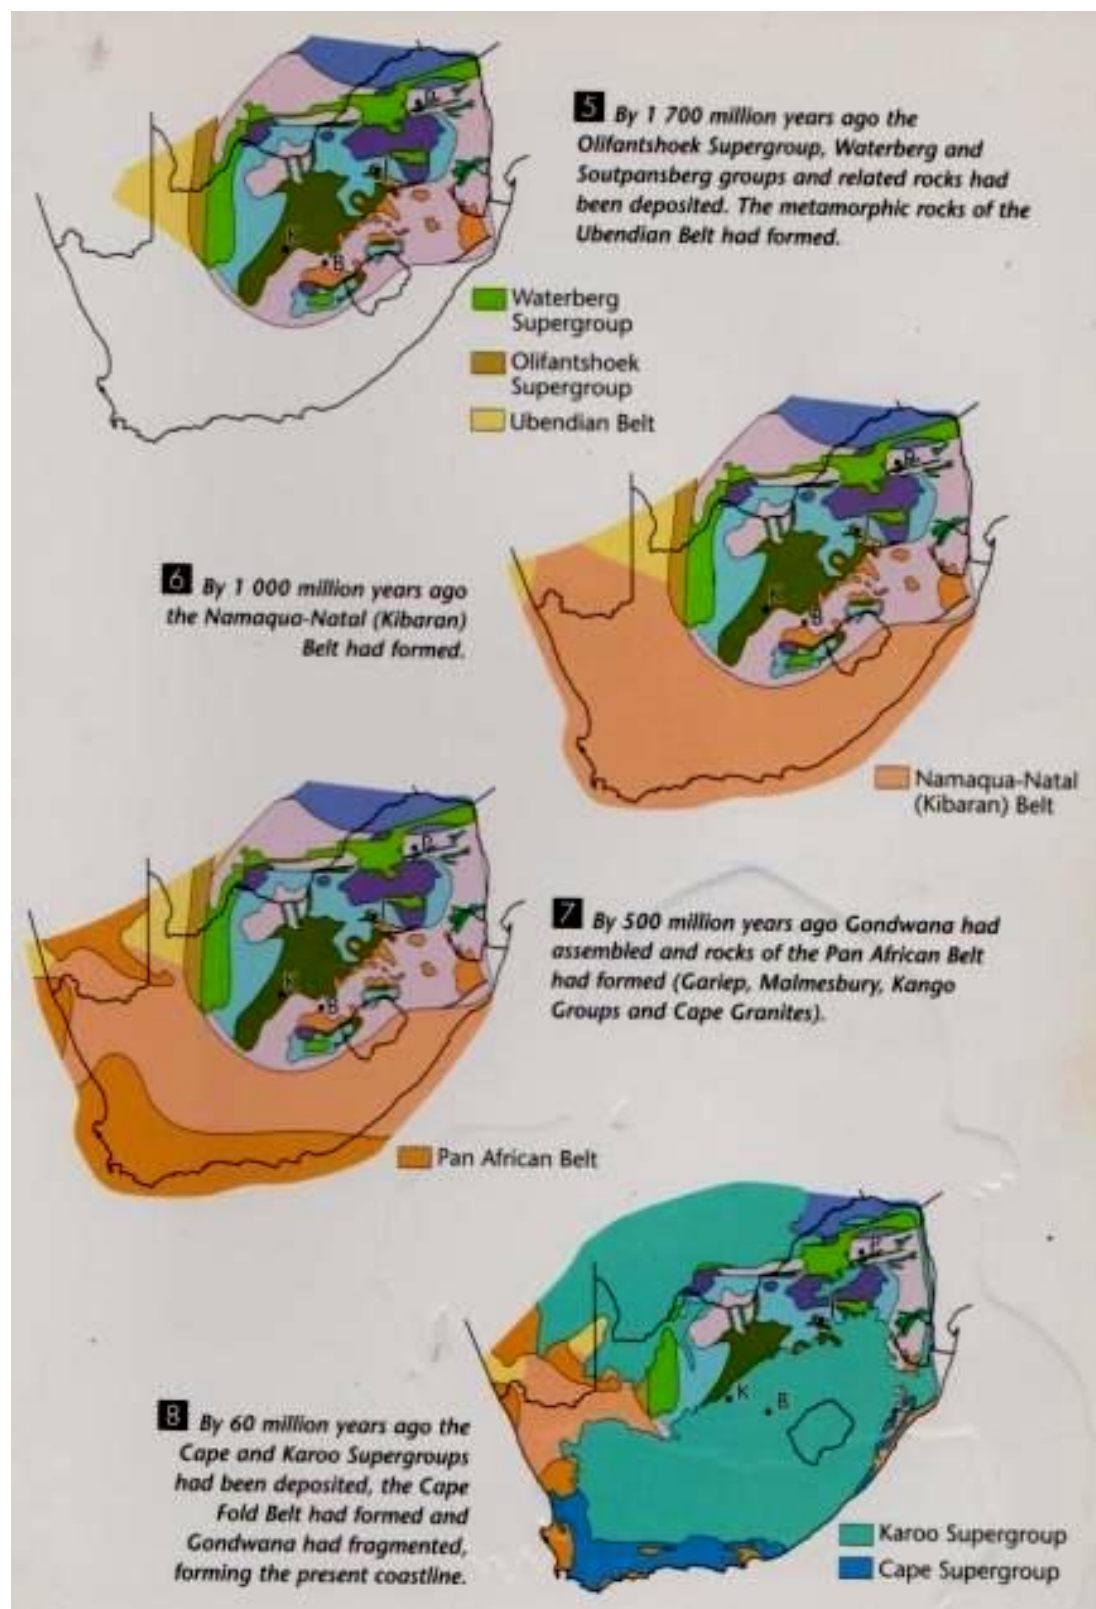 5 By 1 700 million years ago the
Olifantshoek Supergroup, Waterberg and
Soutpansberg groups and related rocks had
been deposited. The metamorphic rocks of the
Ubendian Belt had formed.
K
B
Waterberg
Supergroup
Olifantshoek
Supergroup
Ubendian Belt
6 By 1 000 million years ago
the Namaqua-Natal (Kibaran)
Belt had formed.
K
B
Namaqua-Natal
(Kibaran) Belt
7 By 500 million years ago Gondwana had
assembled and rocks of the Pan African Belt
had formed (Gariep, Malmesbury, Kango
Groups and Cape Granites).
K
B
Pan African Belt
K
B
8 By 60 million years ago the
Cape and Karoo Supergroups
had been deposited, the Cape
Fold Belt had formed and
Gondwana had fragmented,
forming the present coastline.
Karoo Supergroup
Cape Supergroup